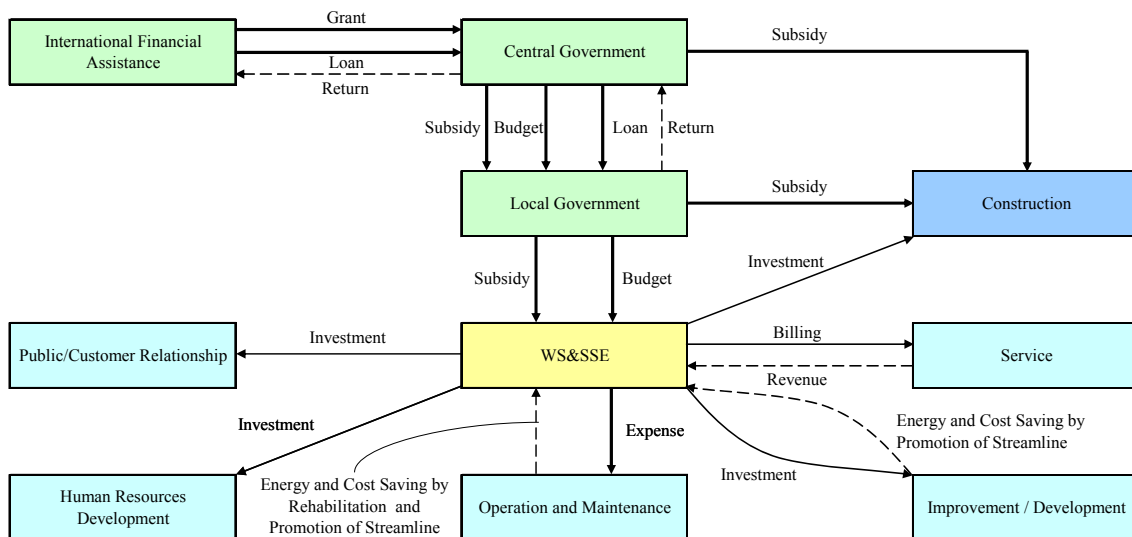 Grant
Subsidy
International Financial
Assistance
Central Government
Loan
Return
Subsidy
Budget
Loan
Return
Local Government
Subsidy
Construction
Investment
Subsidy
Budget
Public/Customer Relationship
Investment
WS&SSE
Billing
Service
Revenue
Investment
Expense
Energy and Cost Saving by
Promotion of Streamline
Investment
Human Resources
Development
Energy and Cost Saving by
Rehabilitation and
Promotion of Streamline
Operation and Maintenance
Improvement / Development